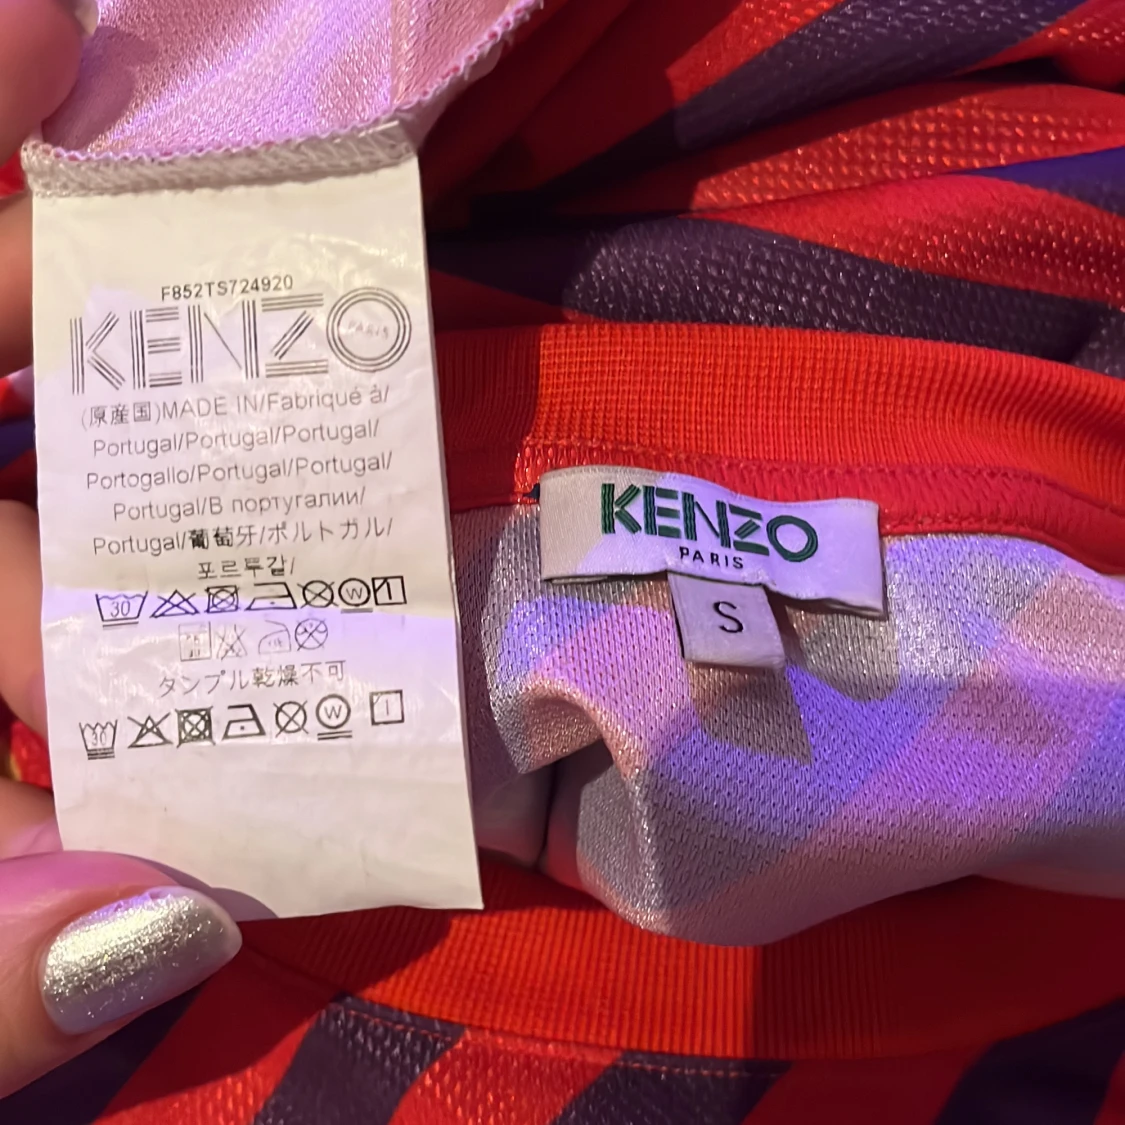 F852TS724920
KENZO
PARIS
(原産国)MADE IN/Fabriqué à/
Portugal/Portugal/Portugal/
Portogallo/Portugal/Portugal/
Portugal/В португалии/
Portugal/葡萄牙/ポルトガル/
포르투갈/
30 W
タンブル乾燥不可
30 W
KENZO
PARIS
S